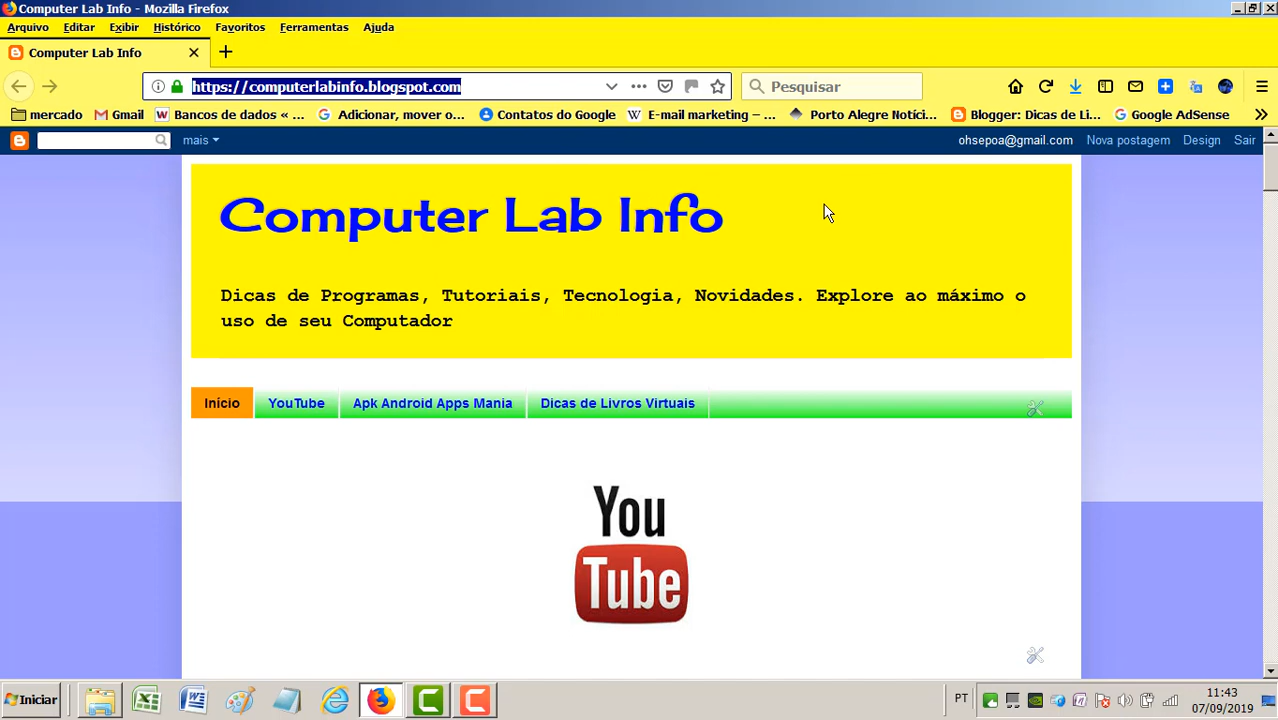 Computer Lab Info - Mozilla Firefox
Arquivo Editar Exibir Histórico Favoritos Ferramentas Ajuda
Computer Lab Info
https://computerlabinfo.blogspot.com
Pesquisar
mercado Gmail Bancos de dados « ... Adicionar, mover o... Contatos do Google E-mail marketing – ... Porto Alegre Notíci... Blogger: Dicas de Li... Google AdSense
mais ohsepoa@gmail.com Nova postagem Design Sair
Computer Lab Info
Dicas de Programas, Tutoriais, Tecnologia, Novidades. Explore ao máximo o
uso de seu Computador
Início YouTube Apk Android Apps Mania Dicas de Livros Virtuais
You
Tube
Iniciar PT 11:43
07/09/2019